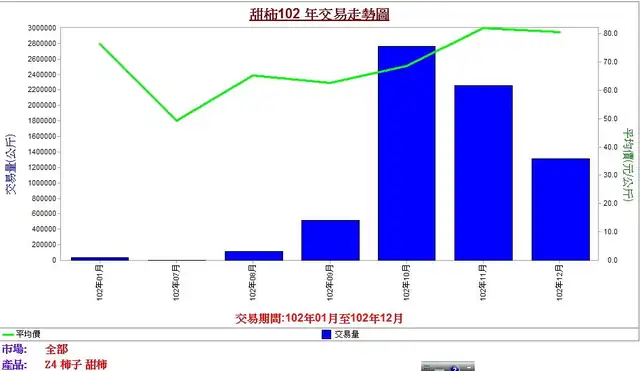 甜柿102 年交易走勢圖
3000000
2800000
2600000
2400000
2200000
2000000
1800000
1600000
1400000
1200000
1000000
800000
600000
400000
200000
0
交易量(公斤)
80.0
70.0
60.0
50.0
40.0
30.0
20.0
10.0
0.0
平均價(元/公斤)
102年01月
102年07月
102年08月
102年09月
102年10月
102年11月
102年12月
交易期間:102年01月至102年12月
平均價
交易量
市場: 全部
產品: Z4 柿子 甜柿